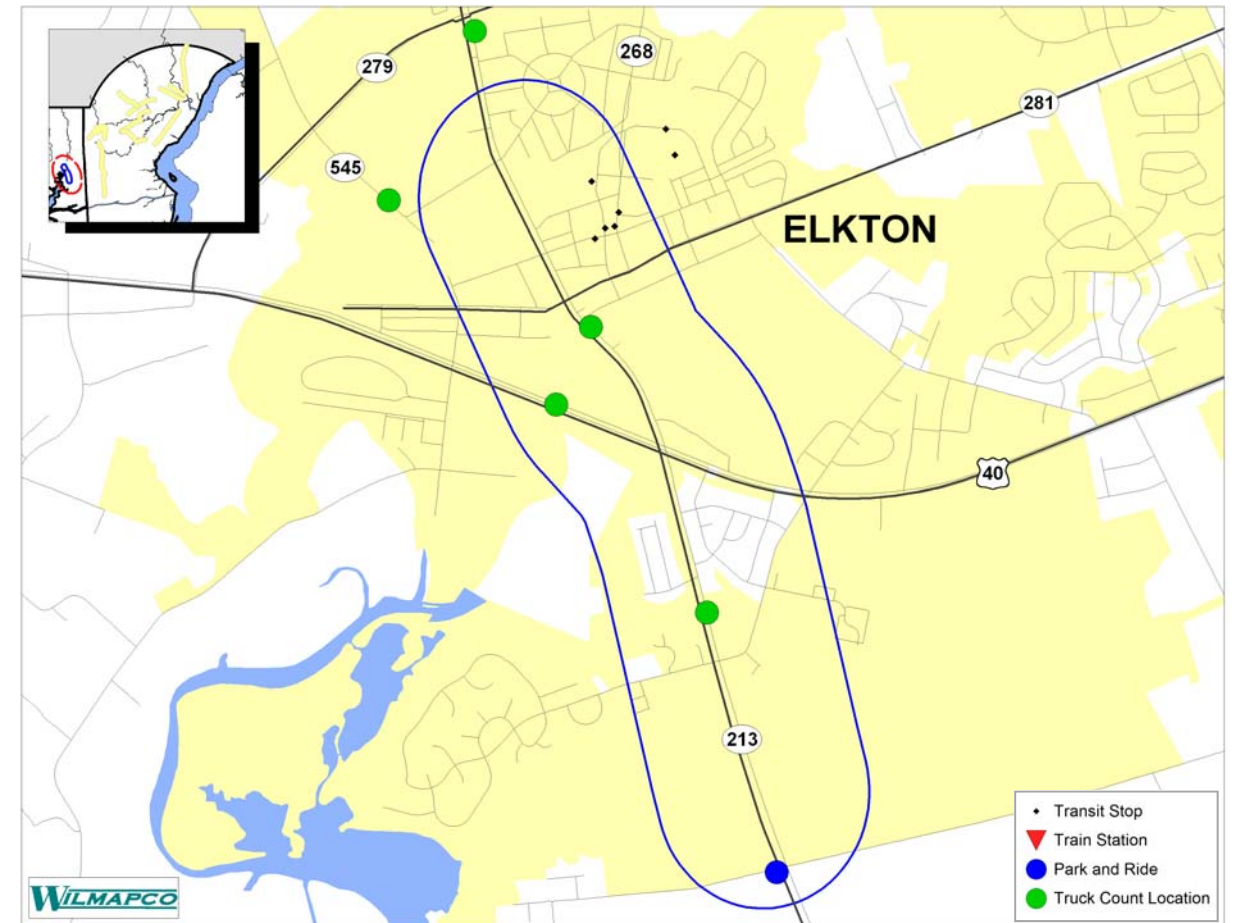 268
279
281
545
ELKTON
40
213
Transit Stop
Train Station
Park and Ride
Truck Count Location
WILMAPCO